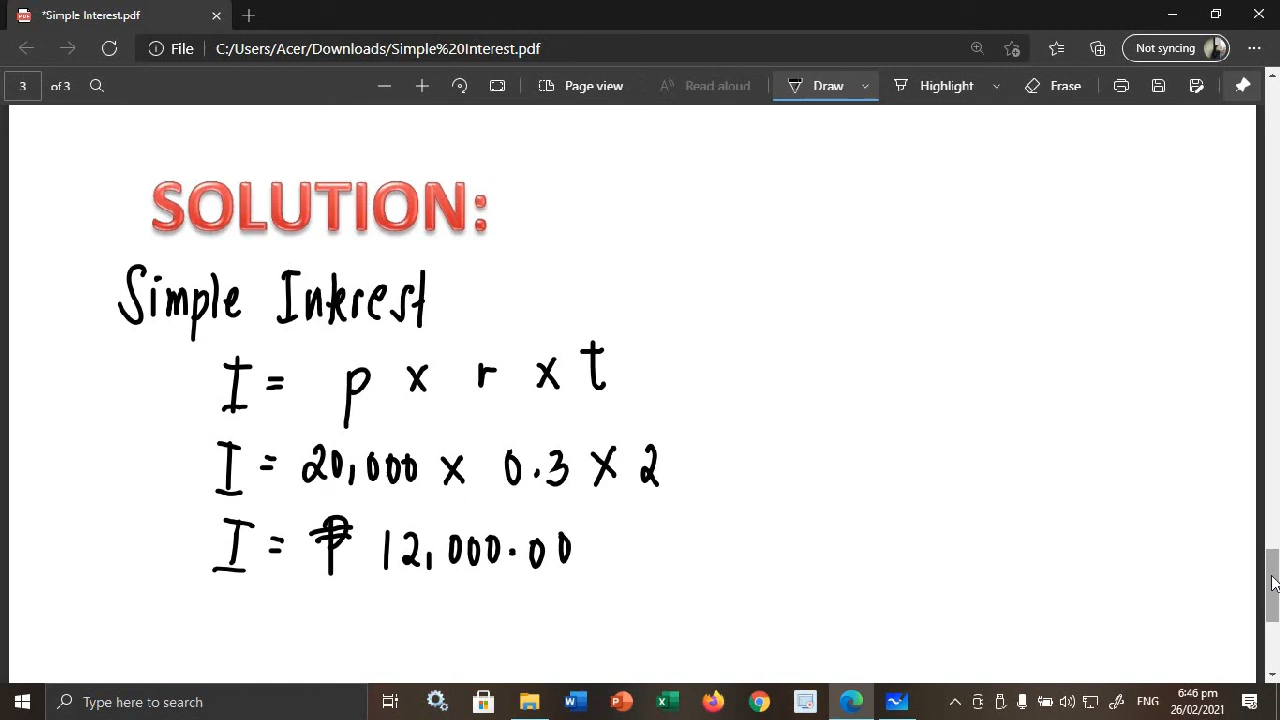 *Simple Interest.pdf
File C:/Users/Acer/Downloads/Simple%20Interest.pdf Not syncing
3 of 3 Page view Read aloud Draw Highlight Erase
SOLUTION:
Simple Interest
I = p x r x t
I = 20,000 x 0.3 x 2
I = ₱ 12,000.00
Type here to search ENG 6:46 pm
26/02/2021